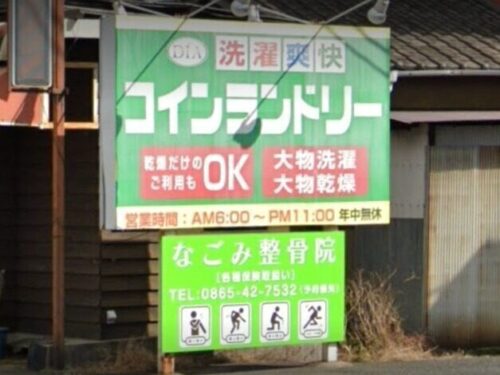 DIA 洗濯爽快
コインランドリー
乾燥だけの
ご利用も
OK
大物洗濯
大物乾燥
営業時間：AM6:00～PM11:00 年中無休
なごみ整骨院
[各種保険取扱い]
TEL:0865-42-7532(予約優先)